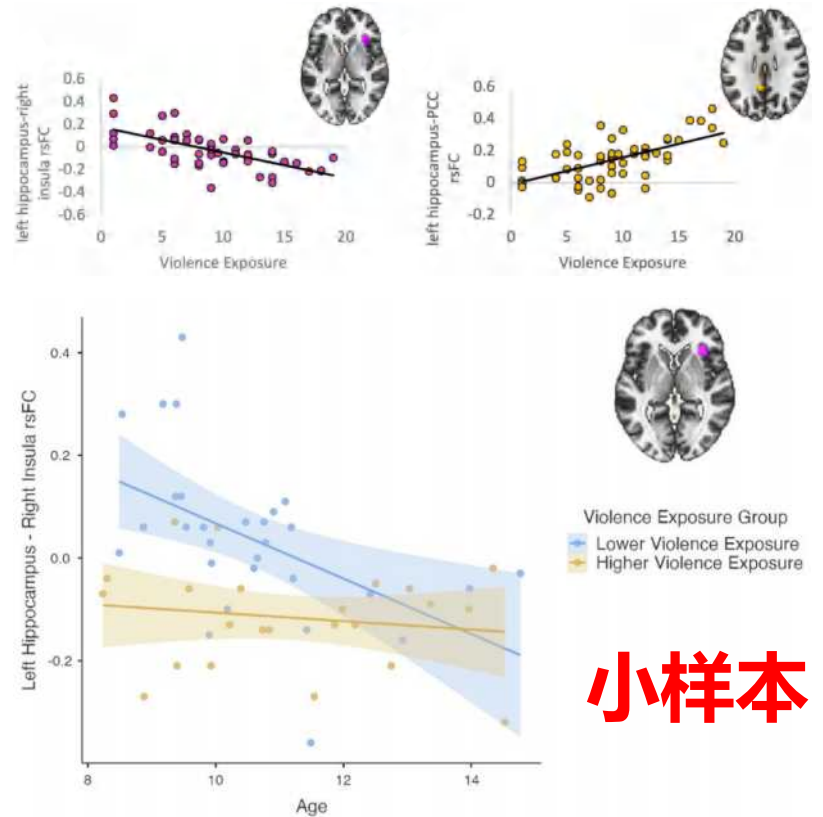 left hippocampus-right
insula rsFC
0.6
0.4
0.2
0
-0.2
-0.4
-0.6
0
5
10
15
20
Violence Exposure
left hippocampus-PCC
rsFC
0.6
0.4
0.2
0
-0.2
0
5
10
15
20
Violence Exposure
Left Hippocampus - Right Insula rsFC
0.4
0.2
0.0
-0.2
8
10
12
14
Age
Violence Exposure Group
Lower Violence Exposure
Higher Violence Exposure
小样本